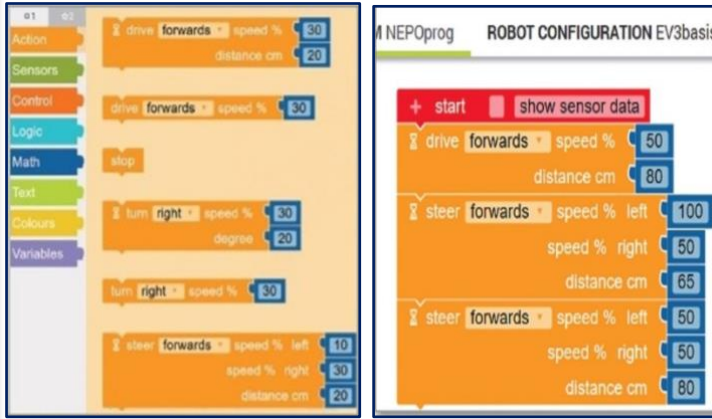 α1 α2
Action
Sensors
Control
Logic
Math
Text
Colours
Variables
drive forwards speed % 30
distance cm 20
drive forwards speed % 30
stop
turn right speed % 30
degree 20
turn right speed % 30
steer forwards speed % left 10
speed % right 30
distance cm 20
NEPOprog ROBOT CONFIGURATION EV3basis
+ start show sensor data
drive forwards speed % 50
distance cm 80
steer forwards speed % left 100
speed % right 50
distance cm 65
steer forwards speed % left 50
speed % right 50
distance cm 80